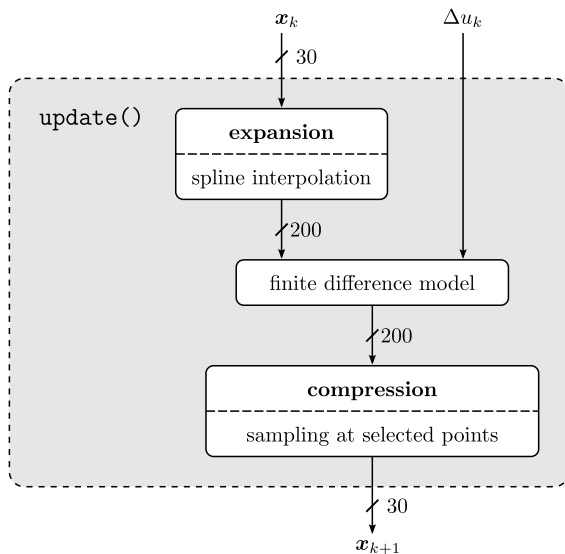 x_k Δu_k
30
update()
expansion
spline interpolation
200
finite difference model
200
compression
sampling at selected points
30
x_{k+1}